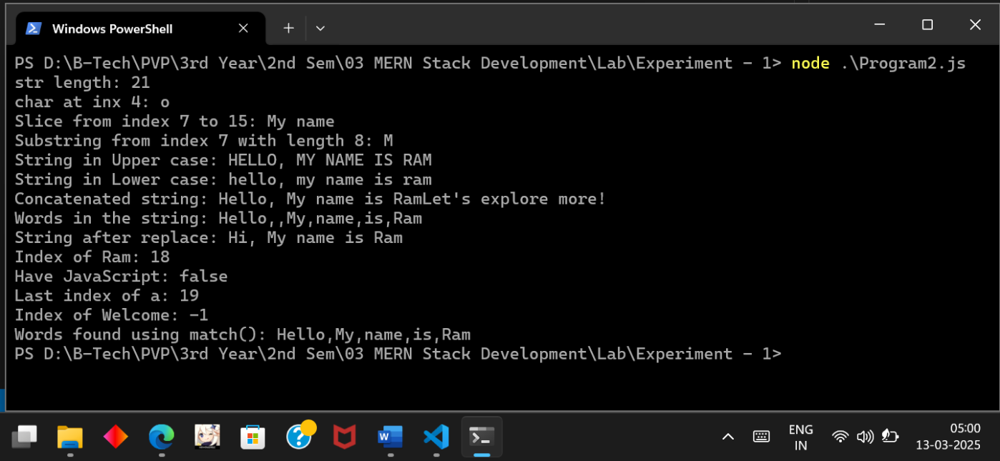 Windows PowerShell
PS D:\B-Tech\PVP\3rd Year\2nd Sem\03 MERN Stack Development\Lab\Experiment - 1> node .\Program2.js
str length: 21
char at inx 4: o
Slice from index 7 to 15: My name
Substring from index 7 with length 8: M
String in Upper case: HELLO, MY NAME IS RAM
String in Lower case: hello, my name is ram
Concatenated string: Hello, My name is RamLet's explore more!
Words in the string: Hello,,My,name,is,Ram
String after replace: Hi, My name is Ram
Index of Ram: 18
Have JavaScript: false
Last index of a: 19
Index of Welcome: -1
Words found using match(): Hello,My,name,is,Ram
PS D:\B-Tech\PVP\3rd Year\2nd Sem\03 MERN Stack Development\Lab\Experiment - 1>
W
ENG
IN
05:00
13-03-2025